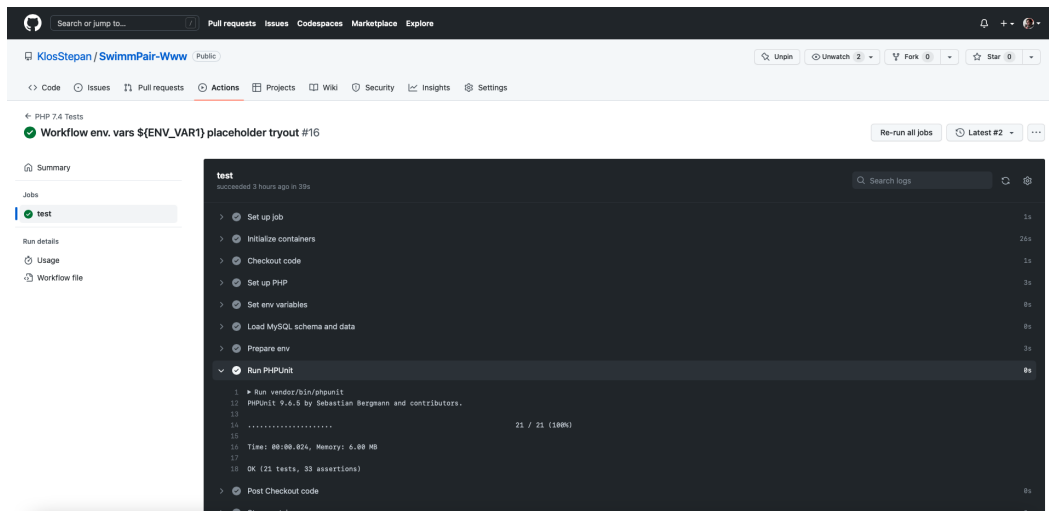 Search or jump to... /
Pull requests Issues Codespaces Marketplace Explore
KlosStepan / SwimmPair-Www Public
Unpin Unwatch 2 Fork 0 Star 0
Code Issues Pull requests Actions Projects Wiki Security Insights Settings
← PHP 7.4 Tests
Workflow env. vars ${ENV_VAR1} placeholder tryout #16
Re-run all jobs Latest #2 ...
Summary
Jobs
test
Run details
Usage
Workflow file
test
succeeded 3 hours ago in 39s
Search logs
Set up job 1s
Initialize containers 26s
Checkout code 1s
Set up PHP 3s
Set env variables 0s
Load MySQL schema and data 0s
Prepare env 3s
Run PHPUnit 0s
1 ▶ Run vendor/bin/phpunit
12 PHPUnit 9.6.5 by Sebastian Bergmann and contributors.
13
14 ..................... 21 / 21 (100%)
15
16 Time: 00:00.024, Memory: 6.00 MB
17
18 OK (21 tests, 33 assertions)
Post Checkout code 0s